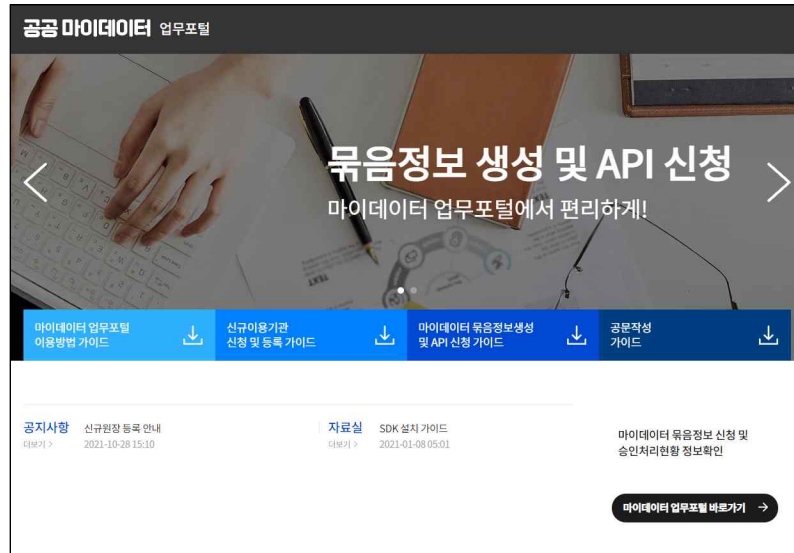 공공 마이데이터 업무포털
묶음정보 생성 및 API 신청
마이데이터 업무포털에서 편리하게!
TEXT
마이데이터 업무포털
이용방법 가이드
신규이용기관
신청 및 등록 가이드
마이데이터 묶음정보생성
및 API 신청 가이드
공문작성
가이드
공지사항 신규원장 등록 안내
더보기 > 2021-10-28 15:10
자료실 SDK 설치 가이드
더보기 > 2021-01-08 05:01
마이데이터 묶음정보 신청 및
승인처리현황 정보확인
마이데이터 업무포털 바로가기 →